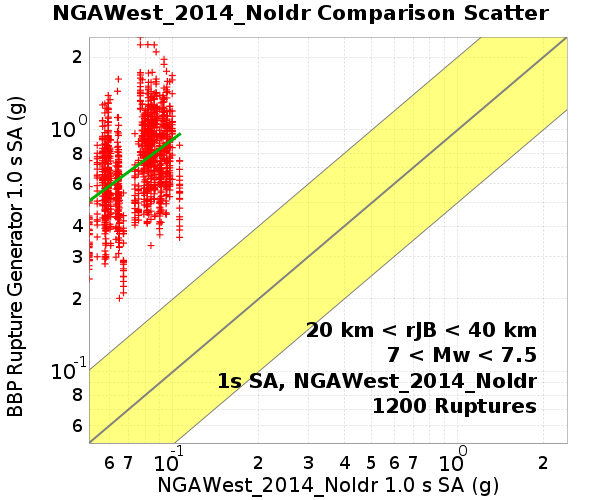 NGAWest_2014_NoIdr Comparison Scatter
BBP Rupture Generator 1.0 s SA (g)
2
10^0
8
6
4
3
2
10^-1
8
6
20 km < rJB < 40 km
7 < Mw < 7.5
1s SA, NGAWest_2014_NoIdr
1200 Ruptures
6 7 10^-1 2 3 4 5 6 7 10^0 2
NGAWest_2014_NoIdr 1.0 s SA (g)